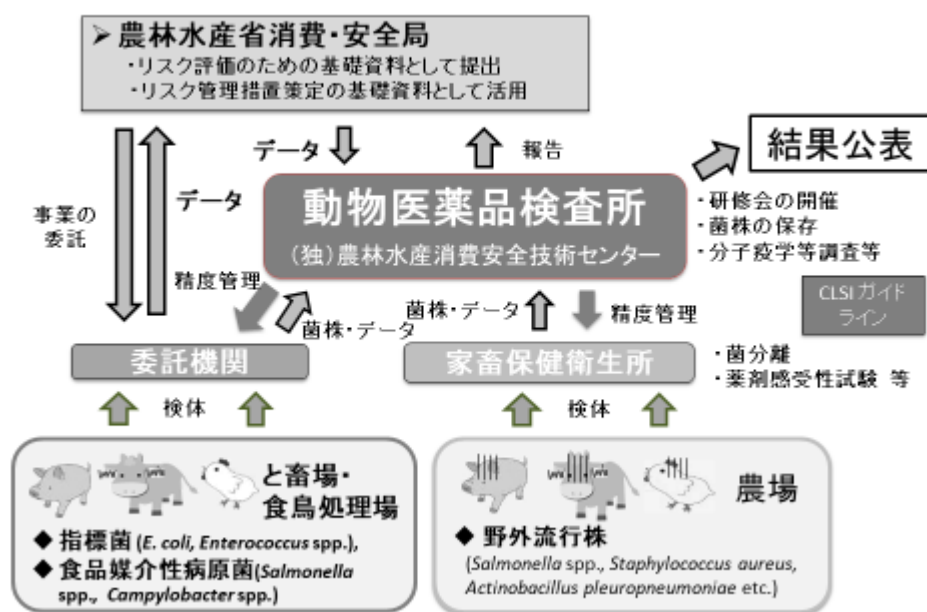 ➢ 農林水産省消費・安全局
・リスク評価のための基礎資料として提出
・リスク管理措置策定の基礎資料として活用
事業の
委託
データ
データ
報告
結果公表
・研修会の開催
・菌株の保存
・分子疫学等調査等
動物医薬品検査所
（独）農林水産消費安全技術センター
精度管理
菌株・データ
菌株・データ
精度管理
CLSI ガイド
ライン
委託機関
家畜保健衛生所
・菌分離
・薬剤感受性試験 等
検体
検体
と畜場・
食鳥処理場
◆ 指標菌 (E. coli, Enterococcus spp.),
◆ 食品媒介性病原菌(Salmonella
spp., Campylobacter spp.)
農場
◆ 野外流行株
(Salmonella spp., Staphylococcus aureus,
Actinobacillus pleuropneumoniae etc.)